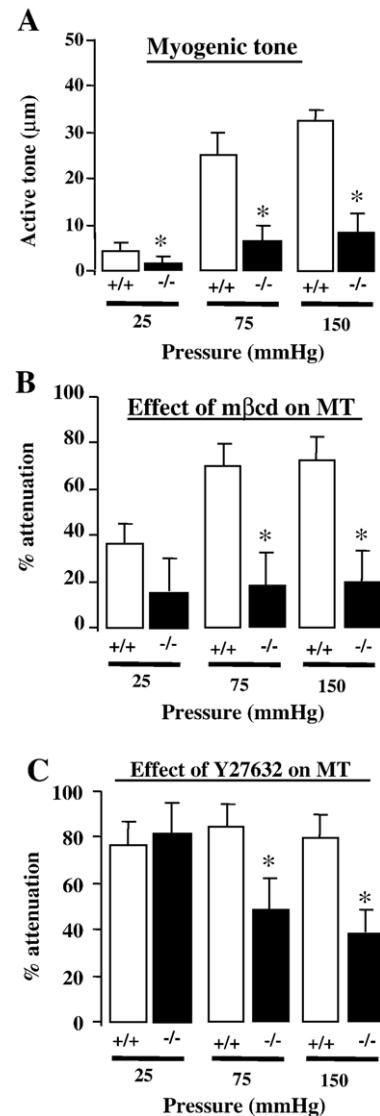 A
Myogenic tone
Active tone (µm)
50
40
30
20
10
0
*
*
*
+/+ -/- +/+ -/- +/+ -/-
25 75 150
Pressure (mmHg)
B
Effect of mβcd on MT
% attenuation
100
80
60
40
20
0
*
*
+/+ -/- +/+ -/- +/+ -/-
25 75 150
Pressure (mmHg)
C
Effect of Y27632 on MT
% attenuation
100
80
60
40
20
0
*
*
+/+ -/- +/+ -/- +/+ -/-
25 75 150
Pressure (mmHg)